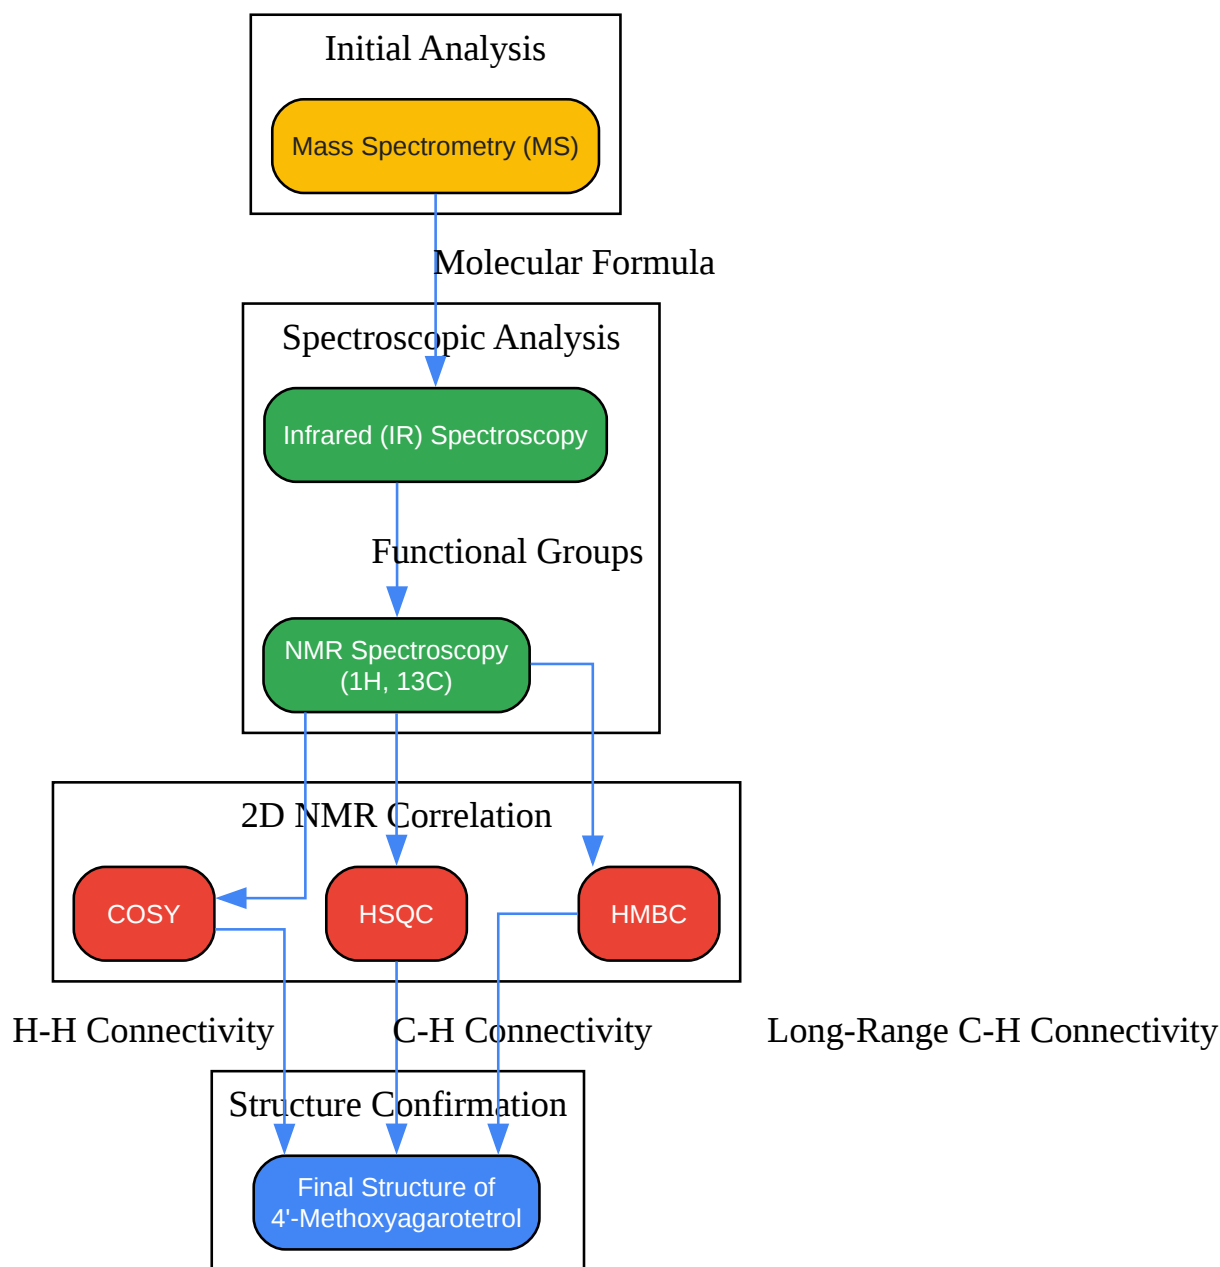 Initial Analysis
Mass Spectrometry (MS)
Molecular Formula
Spectroscopic Analysis
Infrared (IR) Spectroscopy
Functional Groups
NMR Spectroscopy
(1H, 13C)
2D NMR Correlation
COSY
HSQC
HMBC
H-H Connectivity
C-H Connectivity
Long-Range C-H Connectivity
Structure Confirmation
Final Structure of
4'-Methoxyagarotetrol